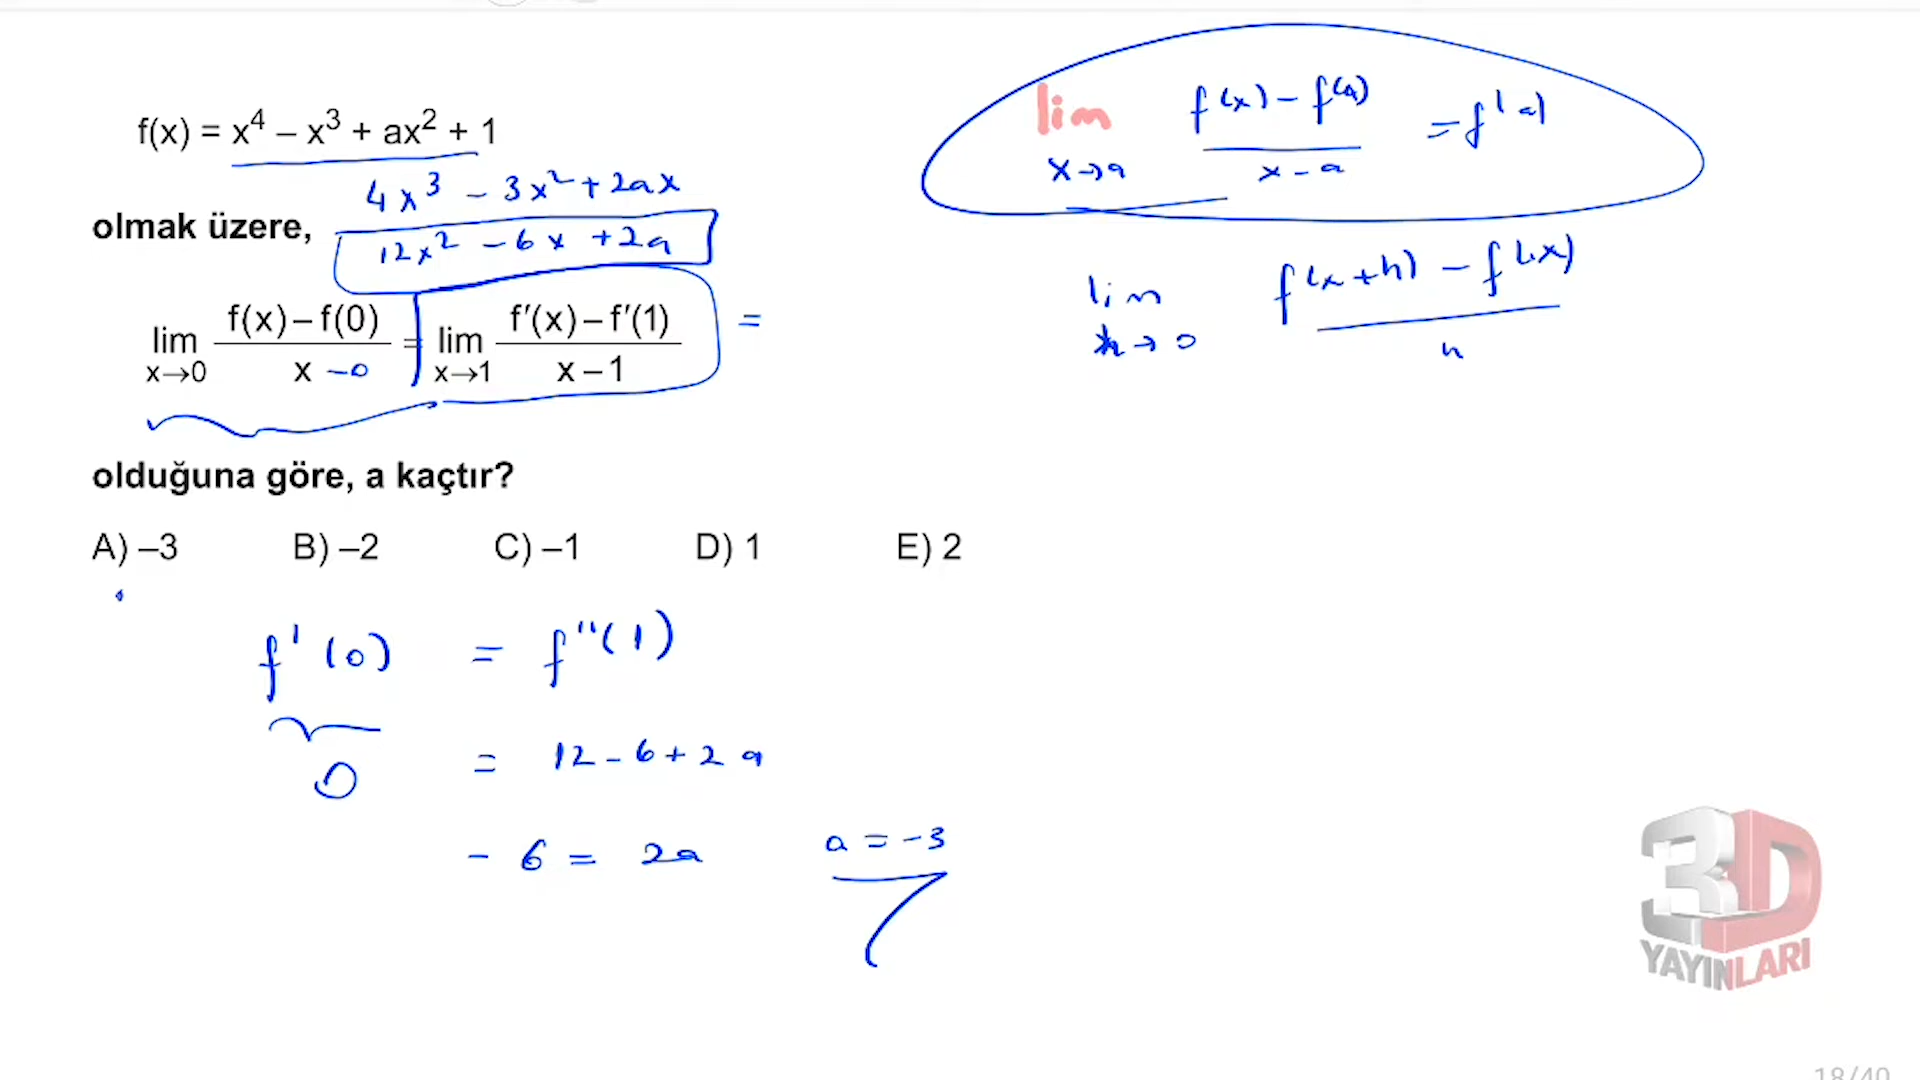 f(x) = x⁴ – x³ + ax² + 1
4x³ – 3x² + 2ax
olmak üzere,
12x² – 6x + 2a
lim x→0 (f(x) – f(0))/(x –0) = lim x→1 (f′(x) – f′(1))/(x – 1) =
olduğuna göre, a kaçtır?
A) –3 B) –2 C) –1 D) 1 E) 2
f'(0) = f''(1)
0 = 12 – 6 + 2a
– 6 = 2a
a = –3
lim x→a (f(x) – f(a))/(x – a) = f'(a)
lim h→0 (f(x+h) – f(x))/h
3D
YAYINLARI
18/40